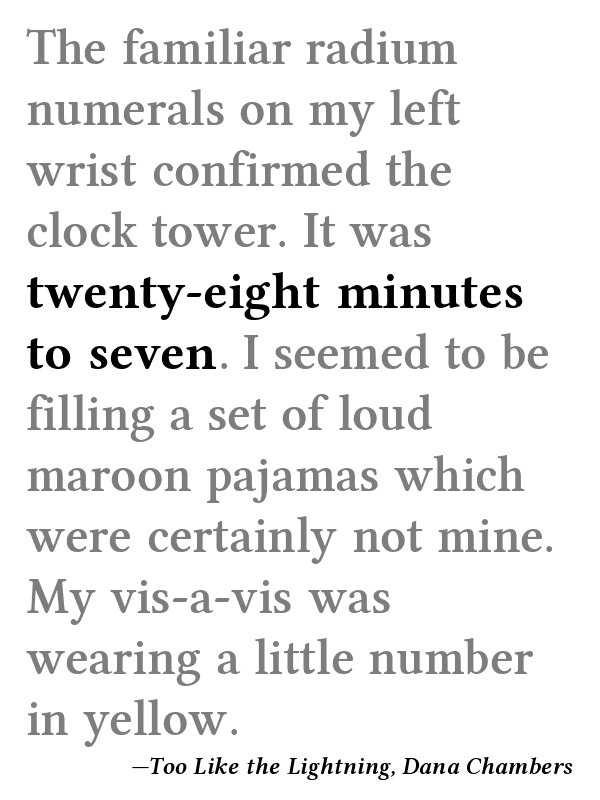 The familiar radium
numerals on my left
wrist confirmed the
clock tower. It was
twenty-eight minutes
to seven. I seemed to be
filling a set of loud
maroon pajamas which
were certainly not mine.
My vis-a-vis was
wearing a little number
in yellow.
—Too Like the Lightning, Dana Chambers